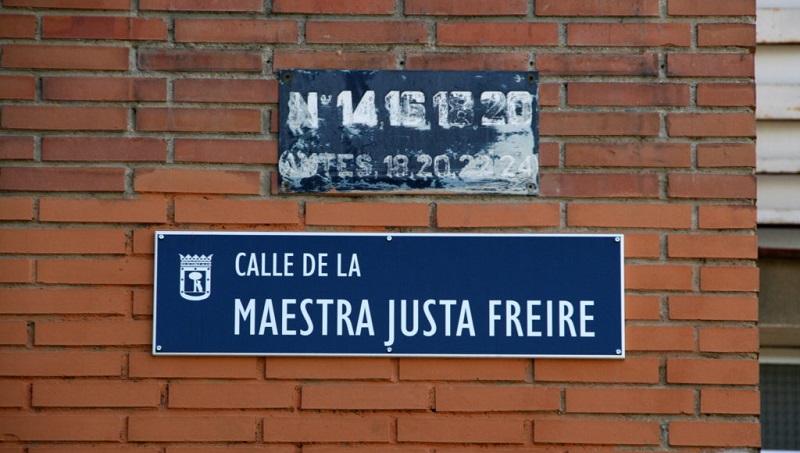 Nº 14 16 18 20
ANTES. 18.20.22.24
CALLE DE LA
MAESTRA JUSTA FREIRE